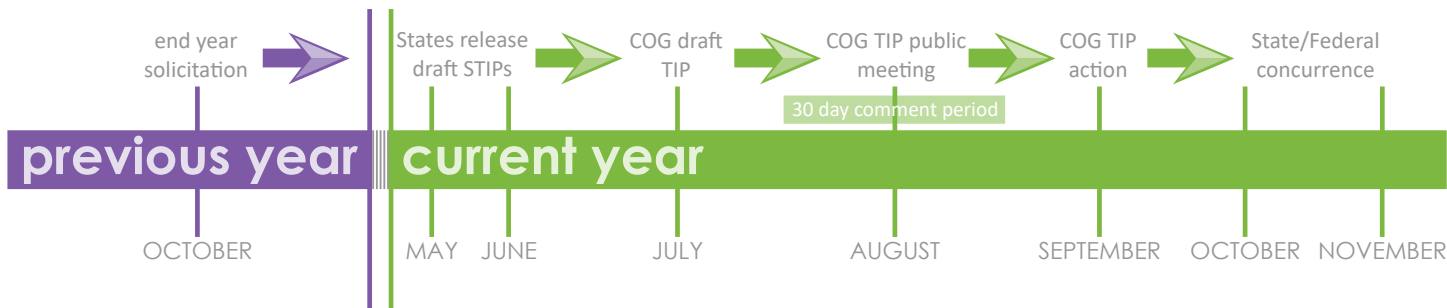 end year
solicitation
States release
draft STIPs
COG draft
TIP
COG TIP public
meeting
COG TIP
action
State/Federal
concurrence
30 day comment period
previous year
current year
OCTOBER
MAY
JUNE
JULY
AUGUST
SEPTEMBER
OCTOBER
NOVEMBER